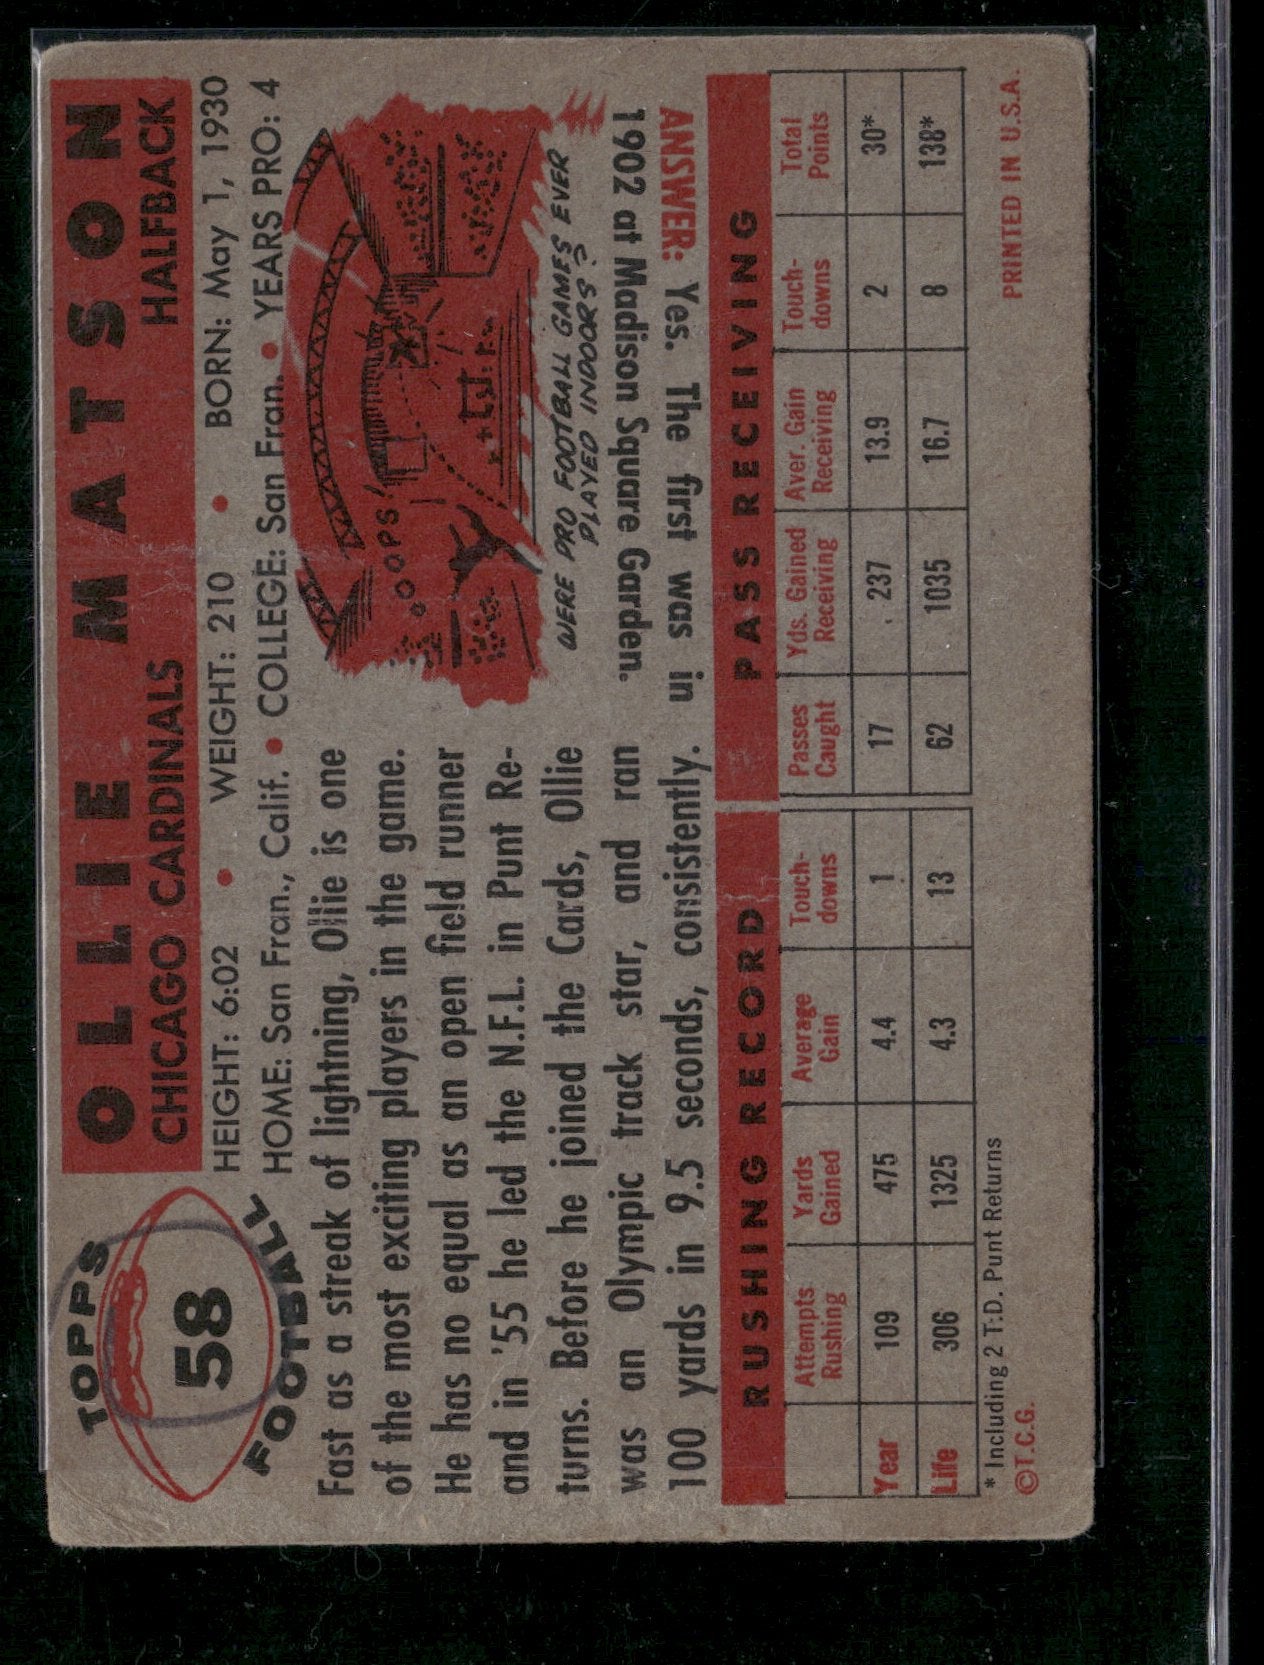 TOPPS
58
FOOTBALL
OLLIE MATSON
CHICAGO CARDINALS HALFBACK
HEIGHT: 6:02 • WEIGHT: 210 • BORN: May 1, 1930
HOME: San Fran., Calif. • COLLEGE: San Fran. • YEARS PRO: 4
Fast as a streak of lightning, Ollie is one
of the most exciting players in the game.
He has no equal as an open field runner
and in '55 he led the N.F.L. in Punt Re-
turns. Before he joined the Cards, Ollie
was an Olympic track star, and ran
100 yards in 9.5 seconds, consistently.
OOPS!
WERE PRO FOOTBALL GAMES EVER
PLAYED INDOORS?
ANSWER: Yes. The first was in
1902 at Madison Square Garden.
RUSHING RECORD PASS RECEIVING
Attempts Rushing Yards Gained Average Gain Touch-downs Passes Caught Yds. Gained Receiving Aver. Gain Receiving Touch-downs Total Points
Year 109 475 4.4 1 17 237 13.9 2 30*
Life 306 1325 4.3 13 62 1035 16.7 8 138*
* Including 2 T.D. Punt Returns
©T.C.G. PRINTED IN U.S.A.